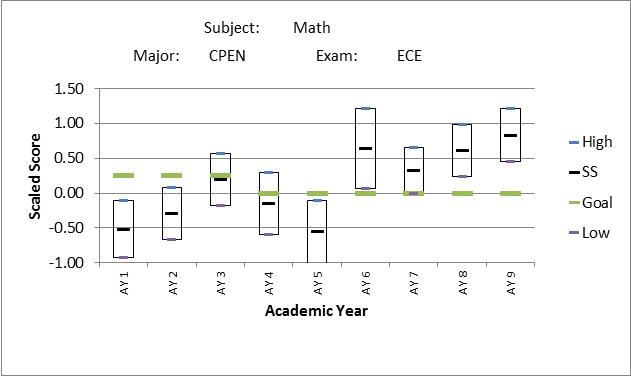 Subject: Math
Major: CPEN Exam: ECE
1.50
1.00
0.50
0.00
-0.50
-1.00
Scaled Score
AY 1
AY 2
AY 3
AY 4
AY 5
AY 6
AY 7
AY 8
AY 9
Academic Year
High
SS
Goal
Low